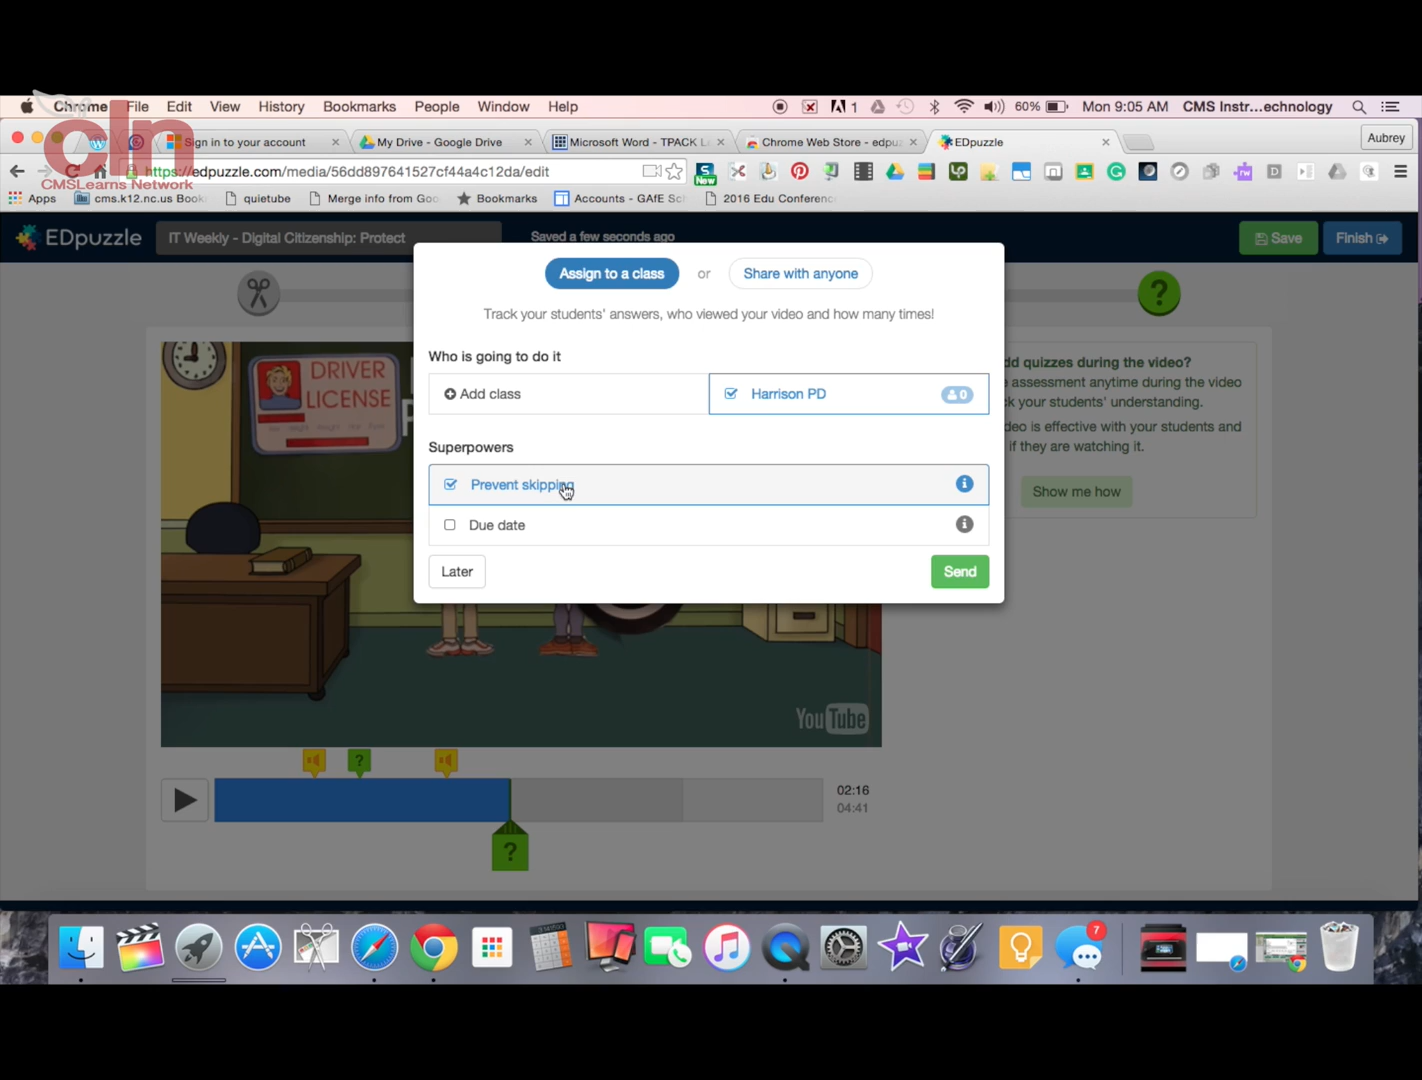 Chrome File Edit View History Bookmarks People Window Help 1 60% Mon 9:05 AM CMS Instr...echnology
cln
CMSLearns Network
Sign in to your account My Drive - Google Drive Microsoft Word - TPACK L Chrome Web Store - edpu EDpuzzle Aubrey
https://edpuzzle.com/media/56dd897641527cf44a4c12da/edit
New
Apps cms.k12.nc.us Book quietube Merge info from Goo Bookmarks Accounts - GAfE Sc 2016 Edu Conferenc
EDpuzzle IT Weekly - Digital Citizenship: Protect Saved a few seconds ago Save Finish
Assign to a class or Share with anyone
Track your students' answers, who viewed your video and how many times!
Who is going to do it
Add class Harrison PD 0
Superpowers
Prevent skipping
Due date
Later Send
DRIVER
LICENSE
dd quizzes during the video?
assessment anytime during the video
k your students' understanding.
deo is effective with your students and
if they are watching it.
Show me how
YouTube
?
02:16
04:41
?
?
7